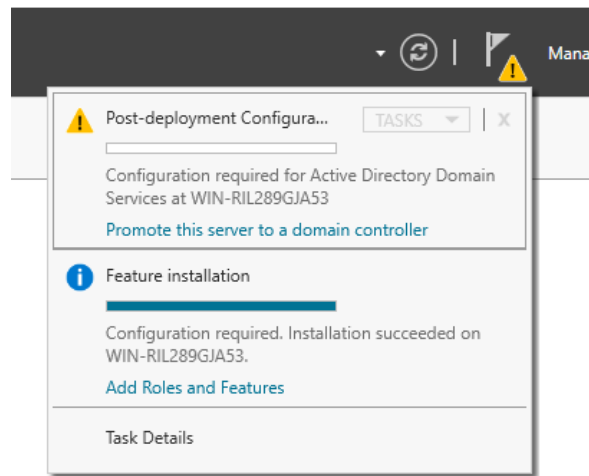 Mana
Post-deployment Configura...
TASKS
X
Configuration required for Active Directory Domain
Services at WIN-RIL289GJA53
Promote this server to a domain controller
Feature installation
Configuration required. Installation succeeded on
WIN-RIL289GJA53.
Add Roles and Features
Task Details